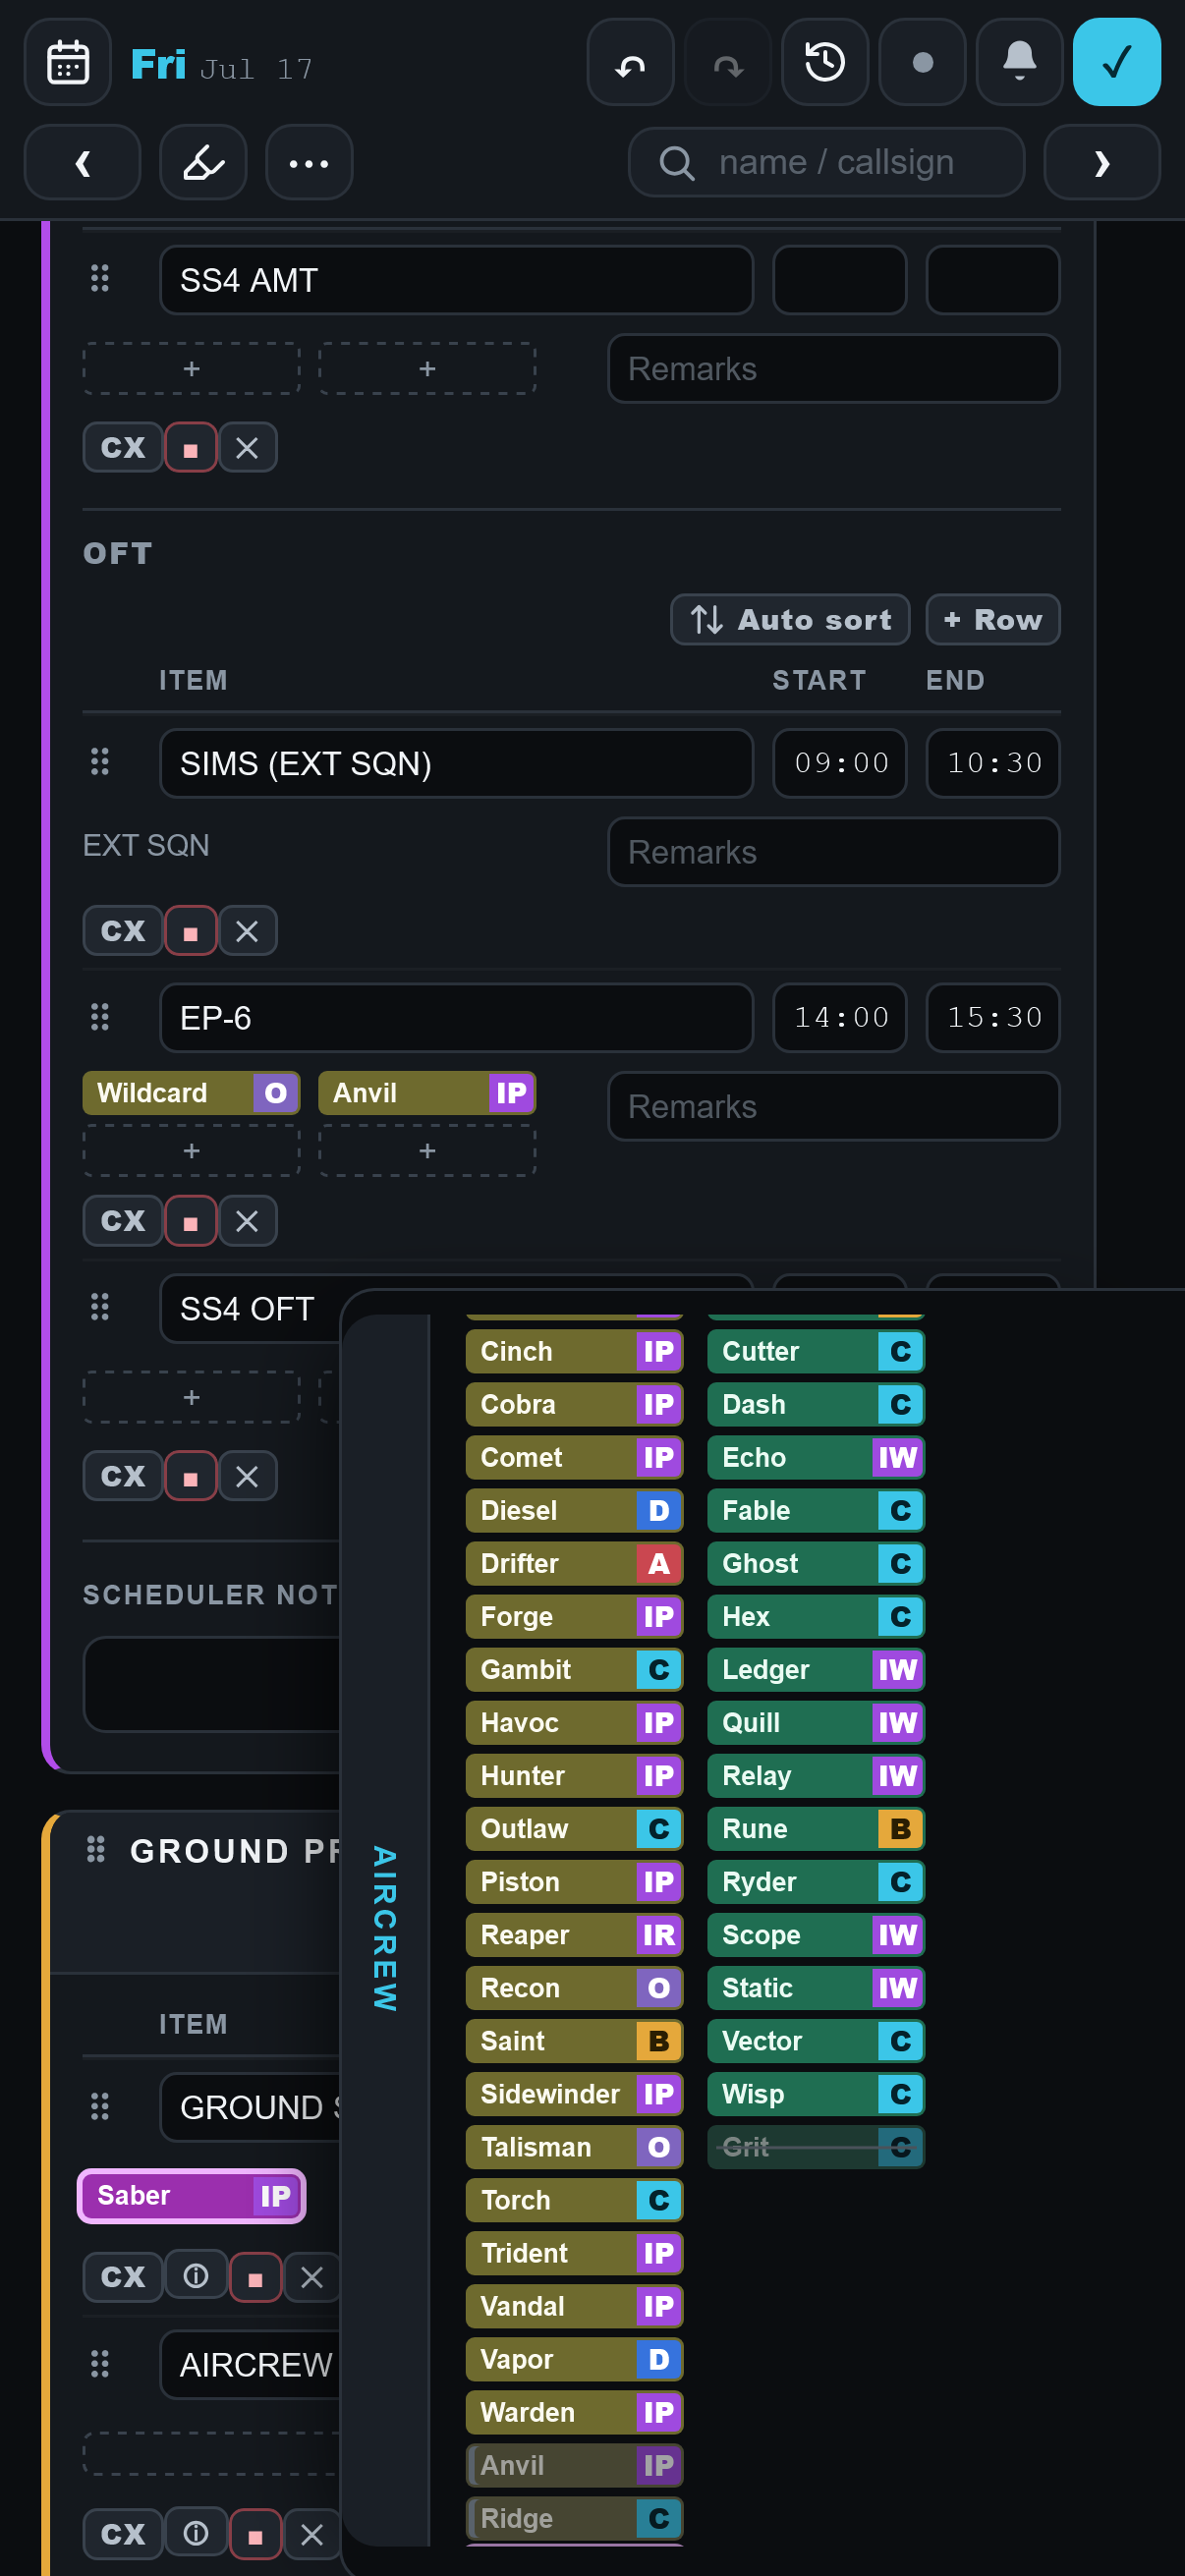 Fri Jul 17
name / callsign
SS4 AMT
+ + Remarks
CX
OFT
Auto sort + Row
ITEM START END
SIMS (EXT SQN) 09:00 10:30
EXT SQN Remarks
CX
EP-6 14:00 15:30
Wildcard O Anvil IP Remarks
+ +
CX
SS4 OFT
+
CX
SCHEDULER NOT
GROUND PR
ITEM
GROUND S
Saber IP
CX
AIRCREW
CX
AIRCREW
Cinch IP Cutter C
Cobra IP Dash C
Comet IP Echo IW
Diesel D Fable C
Drifter A Ghost C
Forge IP Hex C
Gambit C Ledger IW
Havoc IP Quill IW
Hunter IP Relay IW
Outlaw C Rune B
Piston IP Ryder C
Reaper IR Scope IW
Recon O Static IW
Saint B Vector C
Sidewinder IP Wisp C
Talisman O Grit C
Torch C
Trident IP
Vandal IP
Vapor D
Warden IP
Anvil IP
Ridge C